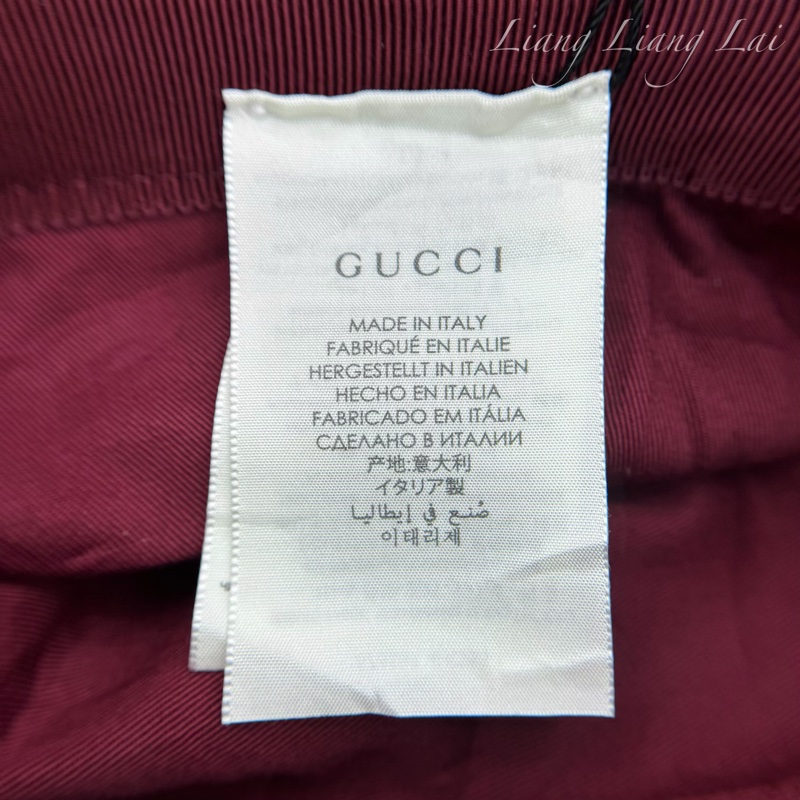 Liang Liang Lai
GUCCI
MADE IN ITALY
FABRIQUÉ EN ITALIE
HERGESTELLT IN ITALIEN
HECHO EN ITALIA
FABRICADO EM ITÁLIA
СДЕЛАНО В ИТАЛИИ
产地:意大利
イタリア製
صُنع في إيطاليا
이태리제